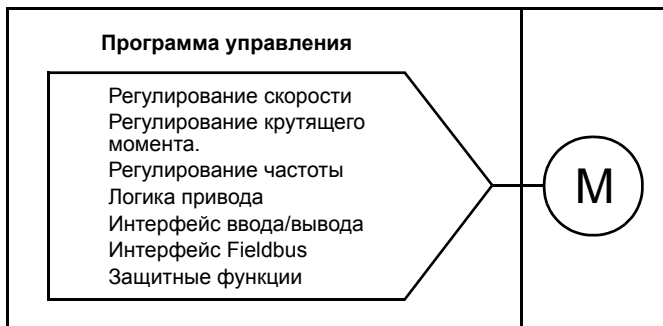 Программа управления
Регулирование скорости
Регулирование крутящего
момента.
Регулирование частоты
Логика привода
Интерфейс ввода/вывода
Интерфейс Fieldbus
Защитные функции
M